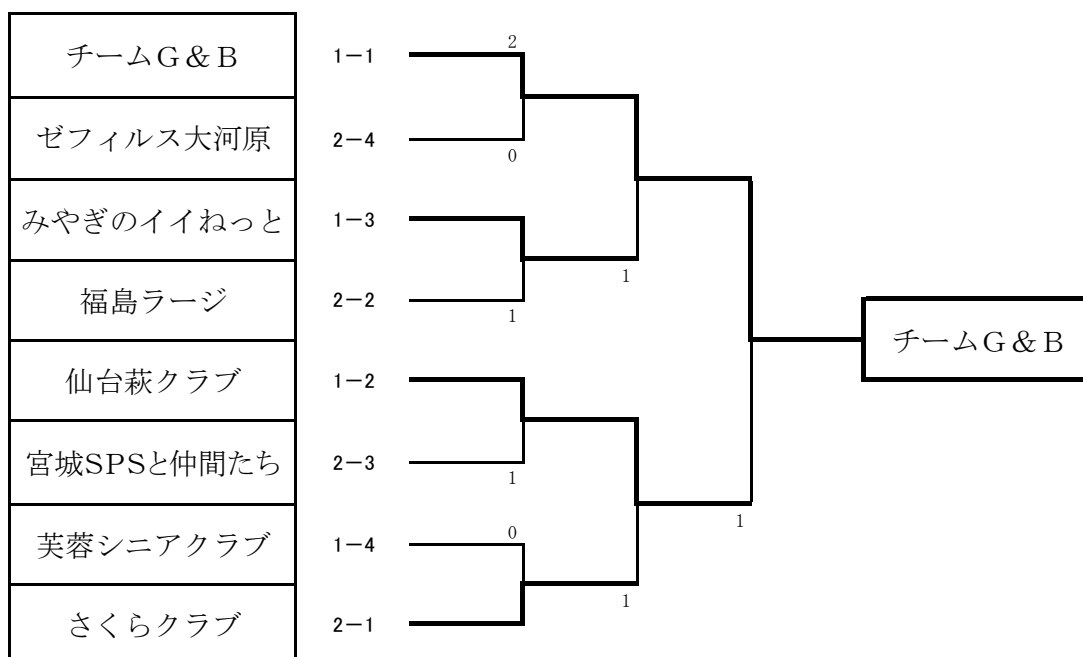 チームＧ＆Ｂ 1－1 2
ゼフィルス大河原 2－4 0
みやぎのイイねっと 1－3
1
福島ラージ 2－2 1
チームＧ＆Ｂ
仙台萩クラブ 1－2
宮城SPSと仲間たち 2－3 1
1
芙蓉シニアクラブ 1－4 0
1
さくらクラブ 2－1